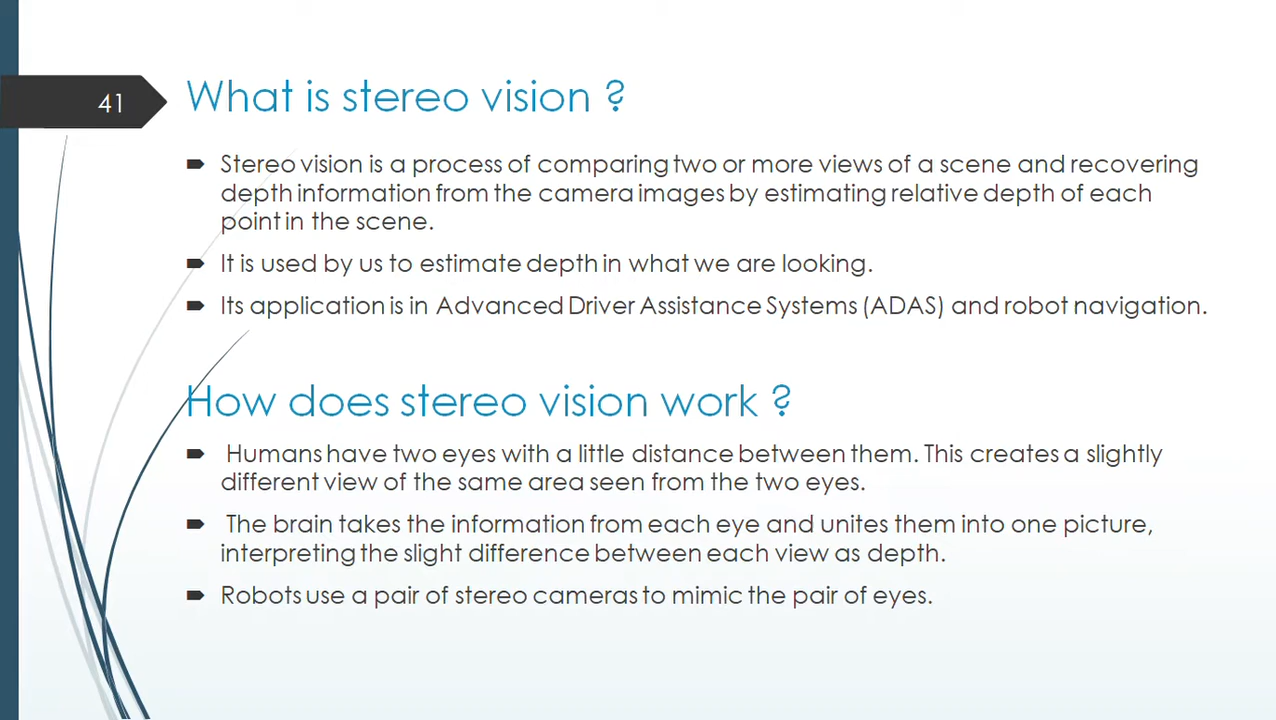 41
What is stereo vision ?
Stereo vision is a process of comparing two or more views of a scene and recovering
depth information from the camera images by estimating relative depth of each
point in the scene.
It is used by us to estimate depth in what we are looking.
Its application is in Advanced Driver Assistance Systems (ADAS) and robot navigation.
How does stereo vision work ?
Humans have two eyes with a little distance between them. This creates a slightly
different view of the same area seen from the two eyes.
The brain takes the information from each eye and unites them into one picture,
interpreting the slight difference between each view as depth.
Robots use a pair of stereo cameras to mimic the pair of eyes.